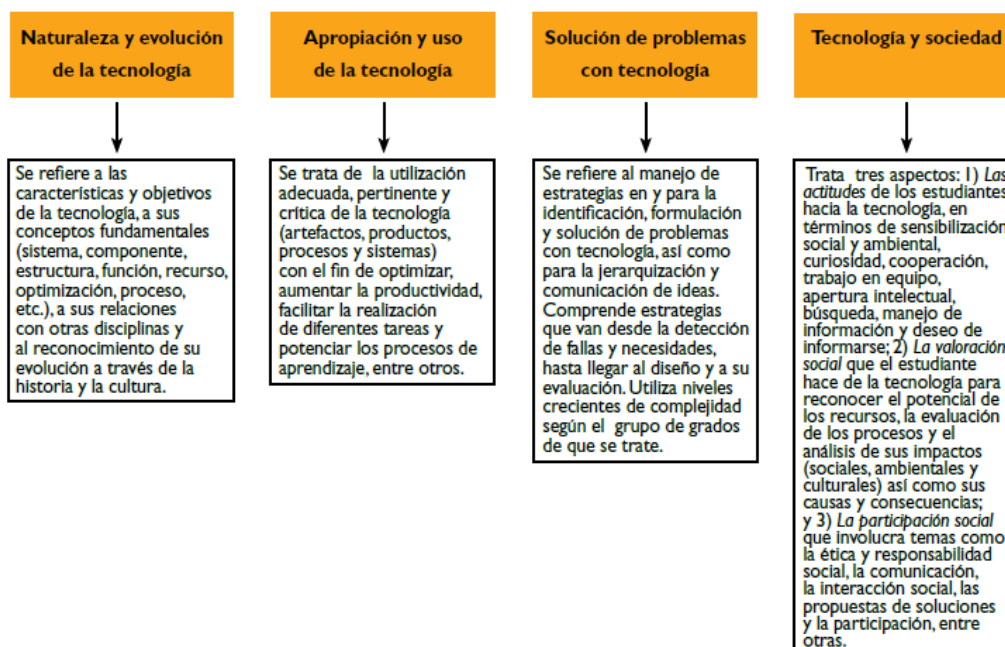 Naturaleza y evolución
de la tecnología
Se refiere a las
características y objetivos
de la tecnología, a sus
conceptos fundamentales
(sistema, componente,
estructura, función, recurso,
optimización, proceso,
etc.), a sus relaciones
con otras disciplinas y
al reconocimiento de su
evolución a través de la
historia y la cultura.
Apropiación y uso
de la tecnología
Se trata de la utilización
adecuada, pertinente y
crítica de la tecnología
(artefactos, productos,
procesos y sistemas)
con el fin de optimizar,
aumentar la productividad,
facilitar la realización
de diferentes tareas y
potenciar los procesos de
aprendizaje, entre otros.
Solución de problemas
con tecnología
Se refiere al manejo de
estrategias en y para la
identificación, formulación
y solución de problemas
con tecnología, así como
para la jerarquización y
comunicación de ideas.
Comprende estrategias
que van desde la detección
de fallas y necesidades,
hasta llegar al diseño y a su
evaluación. Utiliza niveles
crecientes de complejidad
según el grupo de grados
de que se trate.
Tecnología y sociedad
Trata tres aspectos: 1) Las
actitudes de los estudiantes
hacia la tecnología, en
términos de sensibilización
social y ambiental,
curiosidad, cooperación,
trabajo en equipo,
apertura intelectual,
búsqueda, manejo de
información y deseo de
informarse; 2) La valoración
social que el estudiante
hace de la tecnología para
reconocer el potencial de
los recursos, la evaluación
de los procesos y el
análisis de sus impactos
(sociales, ambientales y
culturales) así como sus
causas y consecuencias;
y 3) La participación social
que involucra temas como
la ética y responsabilidad
social, la comunicación,
la interacción social, las
propuestas de soluciones
y la participación, entre
otras.